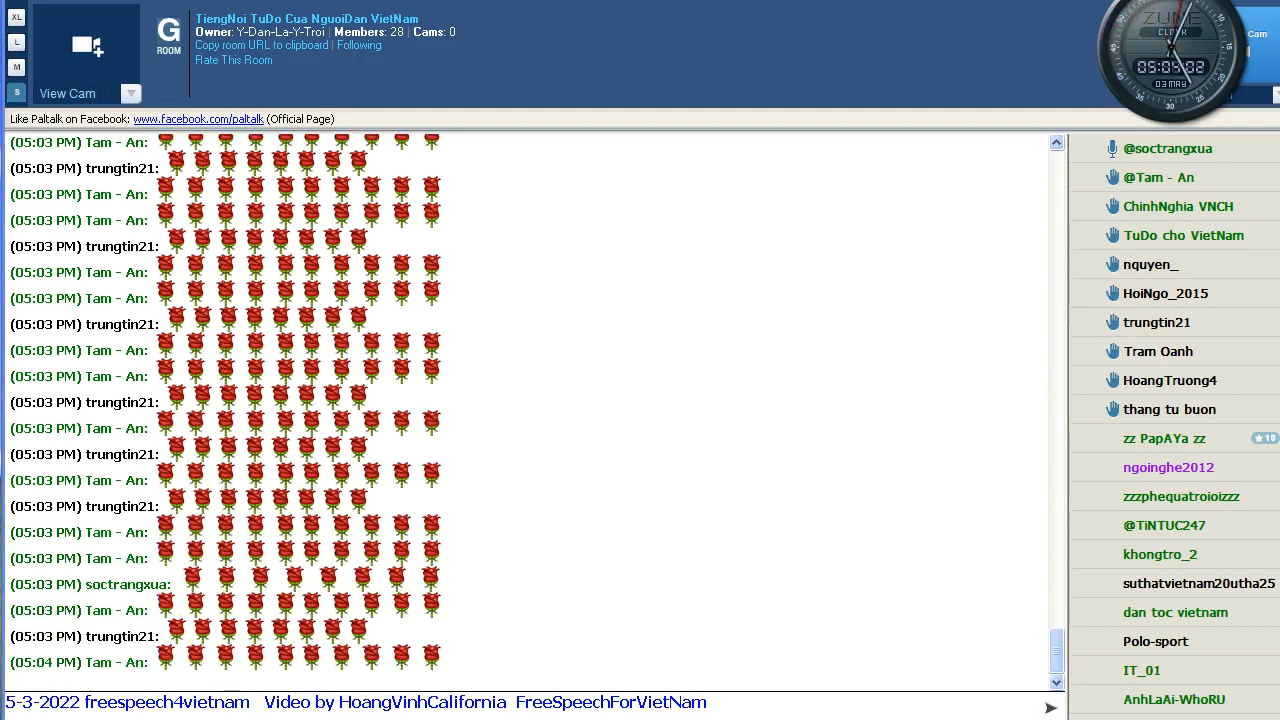 XL
L
M
S
View Cam
G
ROOM
TiengNoi TuDo Cua NguoiDan VietNam
Owner: Y-Dan-La-Y-Troi | Members: 28 | Cams: 0
Copy room URL to clipboard | Following
Rate This Room
ZUNE
CLOCK
05:04:02
03 MAY
Cam
Like Paltalk on Facebook: www.facebook.com/paltalk (Official Page)
(05:03 PM) Tam - An:
(05:03 PM) trungtin21:
(05:03 PM) Tam - An:
(05:03 PM) Tam - An:
(05:03 PM) trungtin21:
(05:03 PM) Tam - An:
(05:03 PM) Tam - An:
(05:03 PM) trungtin21:
(05:03 PM) Tam - An:
(05:03 PM) Tam - An:
(05:03 PM) trungtin21:
(05:03 PM) Tam - An:
(05:03 PM) trungtin21:
(05:03 PM) Tam - An:
(05:03 PM) trungtin21:
(05:03 PM) Tam - An:
(05:03 PM) Tam - An:
(05:03 PM) soctrangxua:
(05:03 PM) Tam - An:
(05:03 PM) trungtin21:
(05:04 PM) Tam - An:
@soctrangxua
@Tam - An
ChinhNghia VNCH
TuDo cho VietNam
nquyen_
HoiNgo_2015
trungtin21
Tram Oanh
HoangTruong4
thang tu buon
zz PapAYa zz
10
ngoinghe2012
zzzphequatroioizzz
@TiNTUC247
khongtro_2
suthatvietnam20utha25
dan toc vietnam
Polo-sport
IT_01
AnhLaAi-WhoRU
5-3-2022 freespeech4vietnam Video by HoangVinhCalifornia FreeSpeechForVietNam